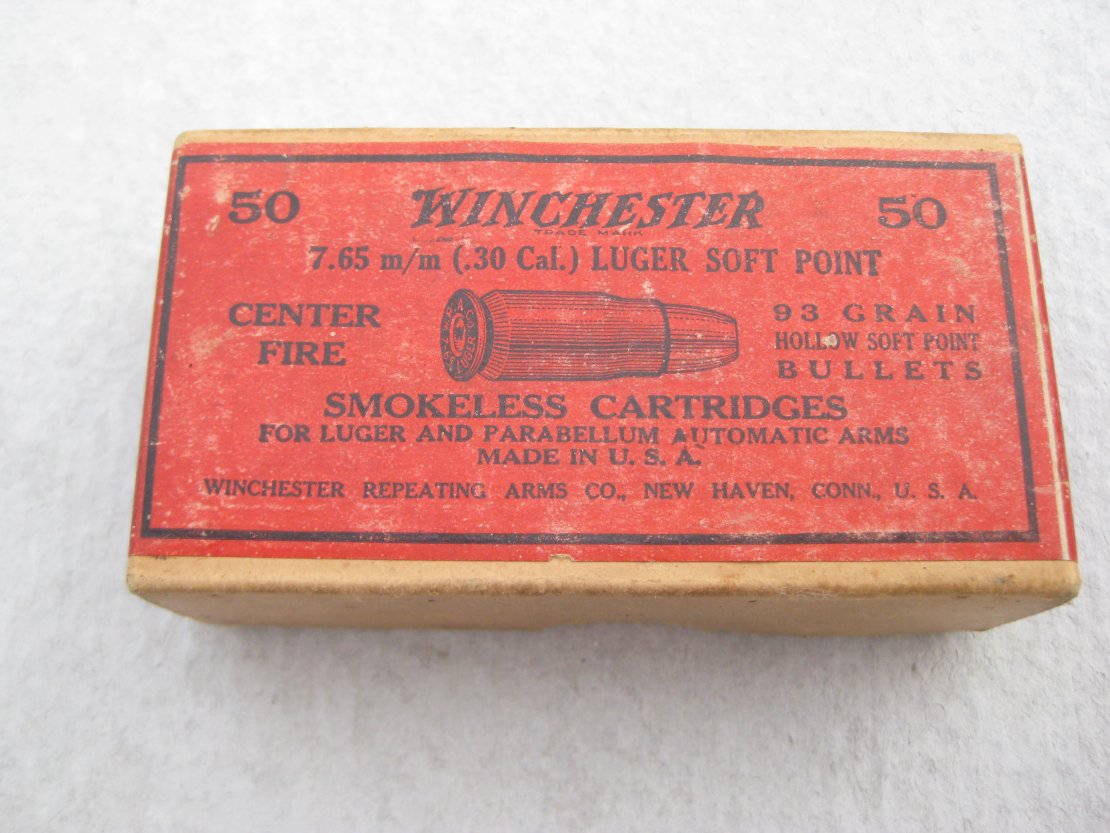 50 WINCHESTER 50
TRADE MARK
7.65 m/m (.30 Cal.) LUGER SOFT POINT
CENTER
FIRE
93 GRAIN
HOLLOW SOFT POINT
BULLETS
SMOKELESS CARTRIDGES
FOR LUGER AND PARABELLUM AUTOMATIC ARMS
MADE IN U. S. A.
WINCHESTER REPEATING ARMS CO., NEW HAVEN, CONN., U. S. A.